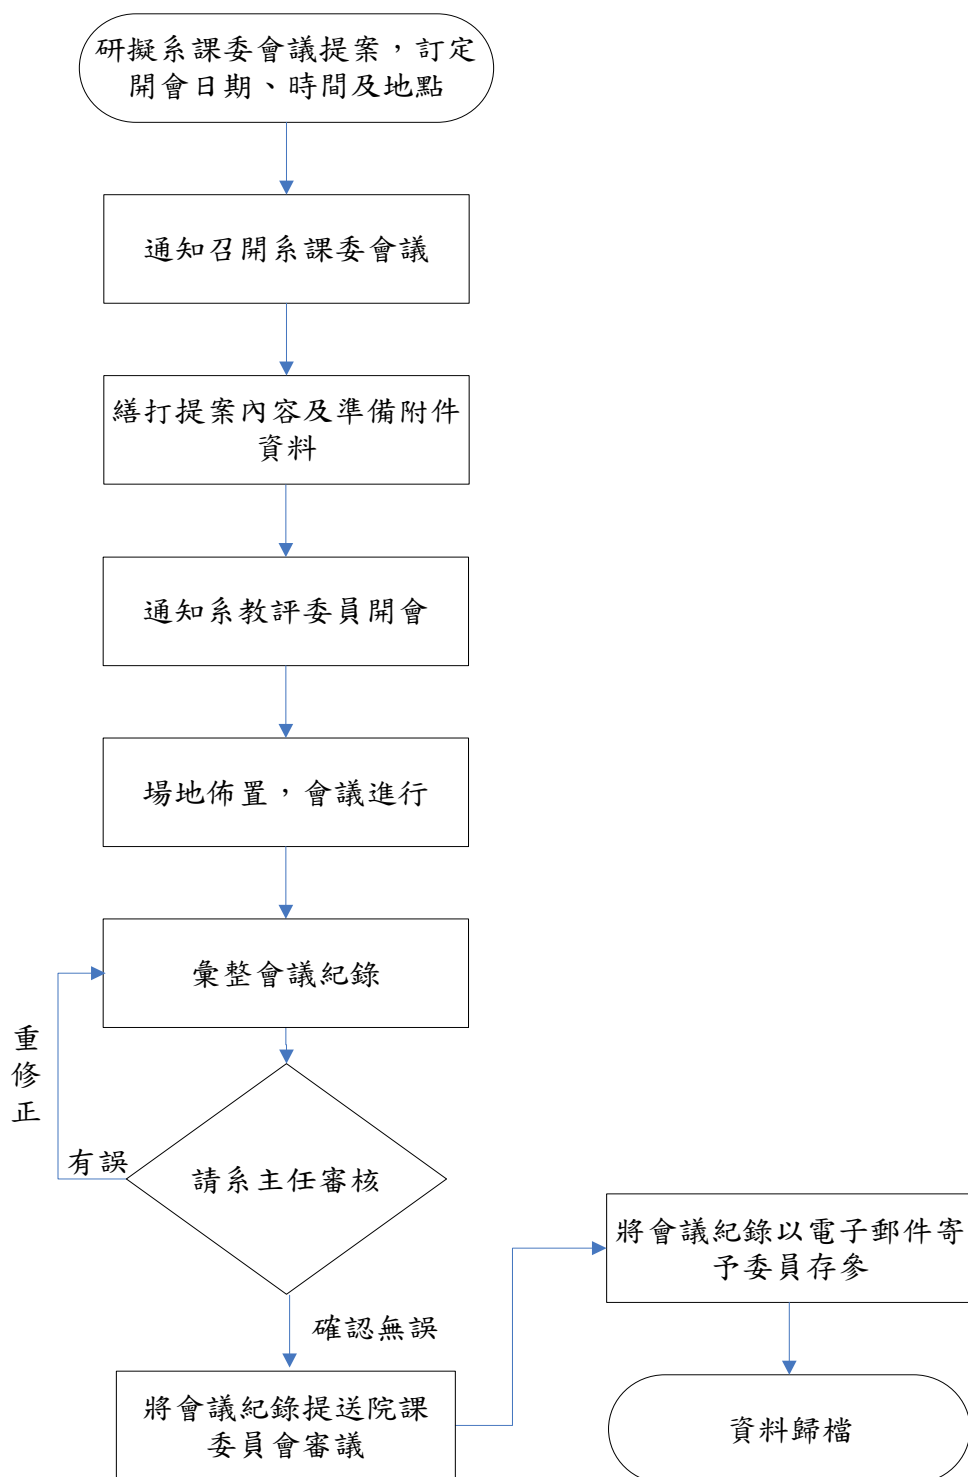 研擬系課委會議提案，訂定
開會日期、時間及地點
通知召開系課委會議
繕打提案內容及準備附件
資料
通知系教評委員開會
場地佈置，會議進行
彙整會議紀錄
重
修
正
有誤
請系主任審核
確認無誤
將會議紀錄提送院課
委員會審議
將會議紀錄以電子郵件寄
予委員存參
資料歸檔